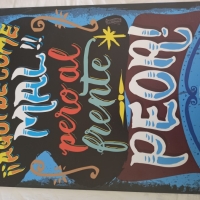 ¡¡AQUI SE COME
MAL!!
pero al
frente
¡PEOR!